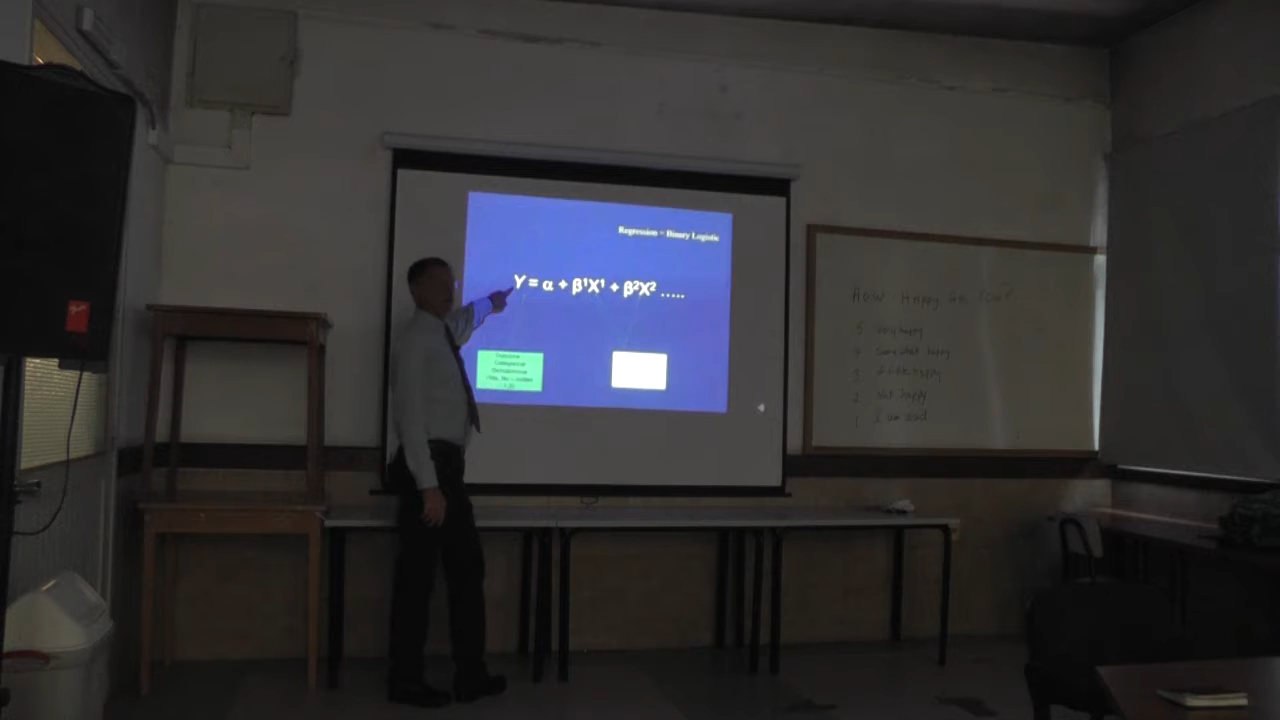 Regression - Binary Logistic
Y = α + β¹X¹ + β²X² .....
Outcome
Categorical
Dichotomous
HOW HAPPY ARE YOU?
5 Very happy
4 Somewhat happy
3 A little happy
2 Not happy
1 I am sad